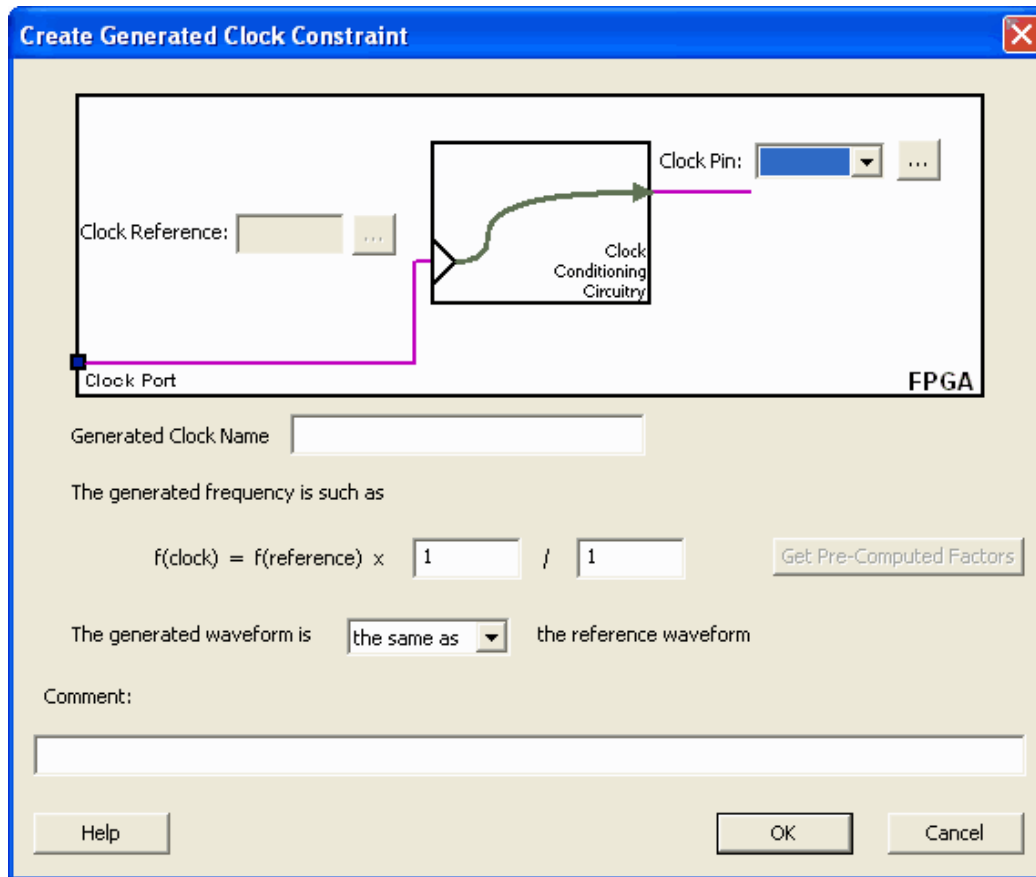 Create Generated Clock Constraint
Clock Pin:
...
Clock Reference:
...
Clock
Conditioning
Circuitry
Clock Port
FPGA
Generated Clock Name
The generated frequency is such as
f(clock) = f(reference) x 1 / 1
Get Pre-Computed Factors
The generated waveform is the same as the reference waveform
Comment:
Help
OK
Cancel